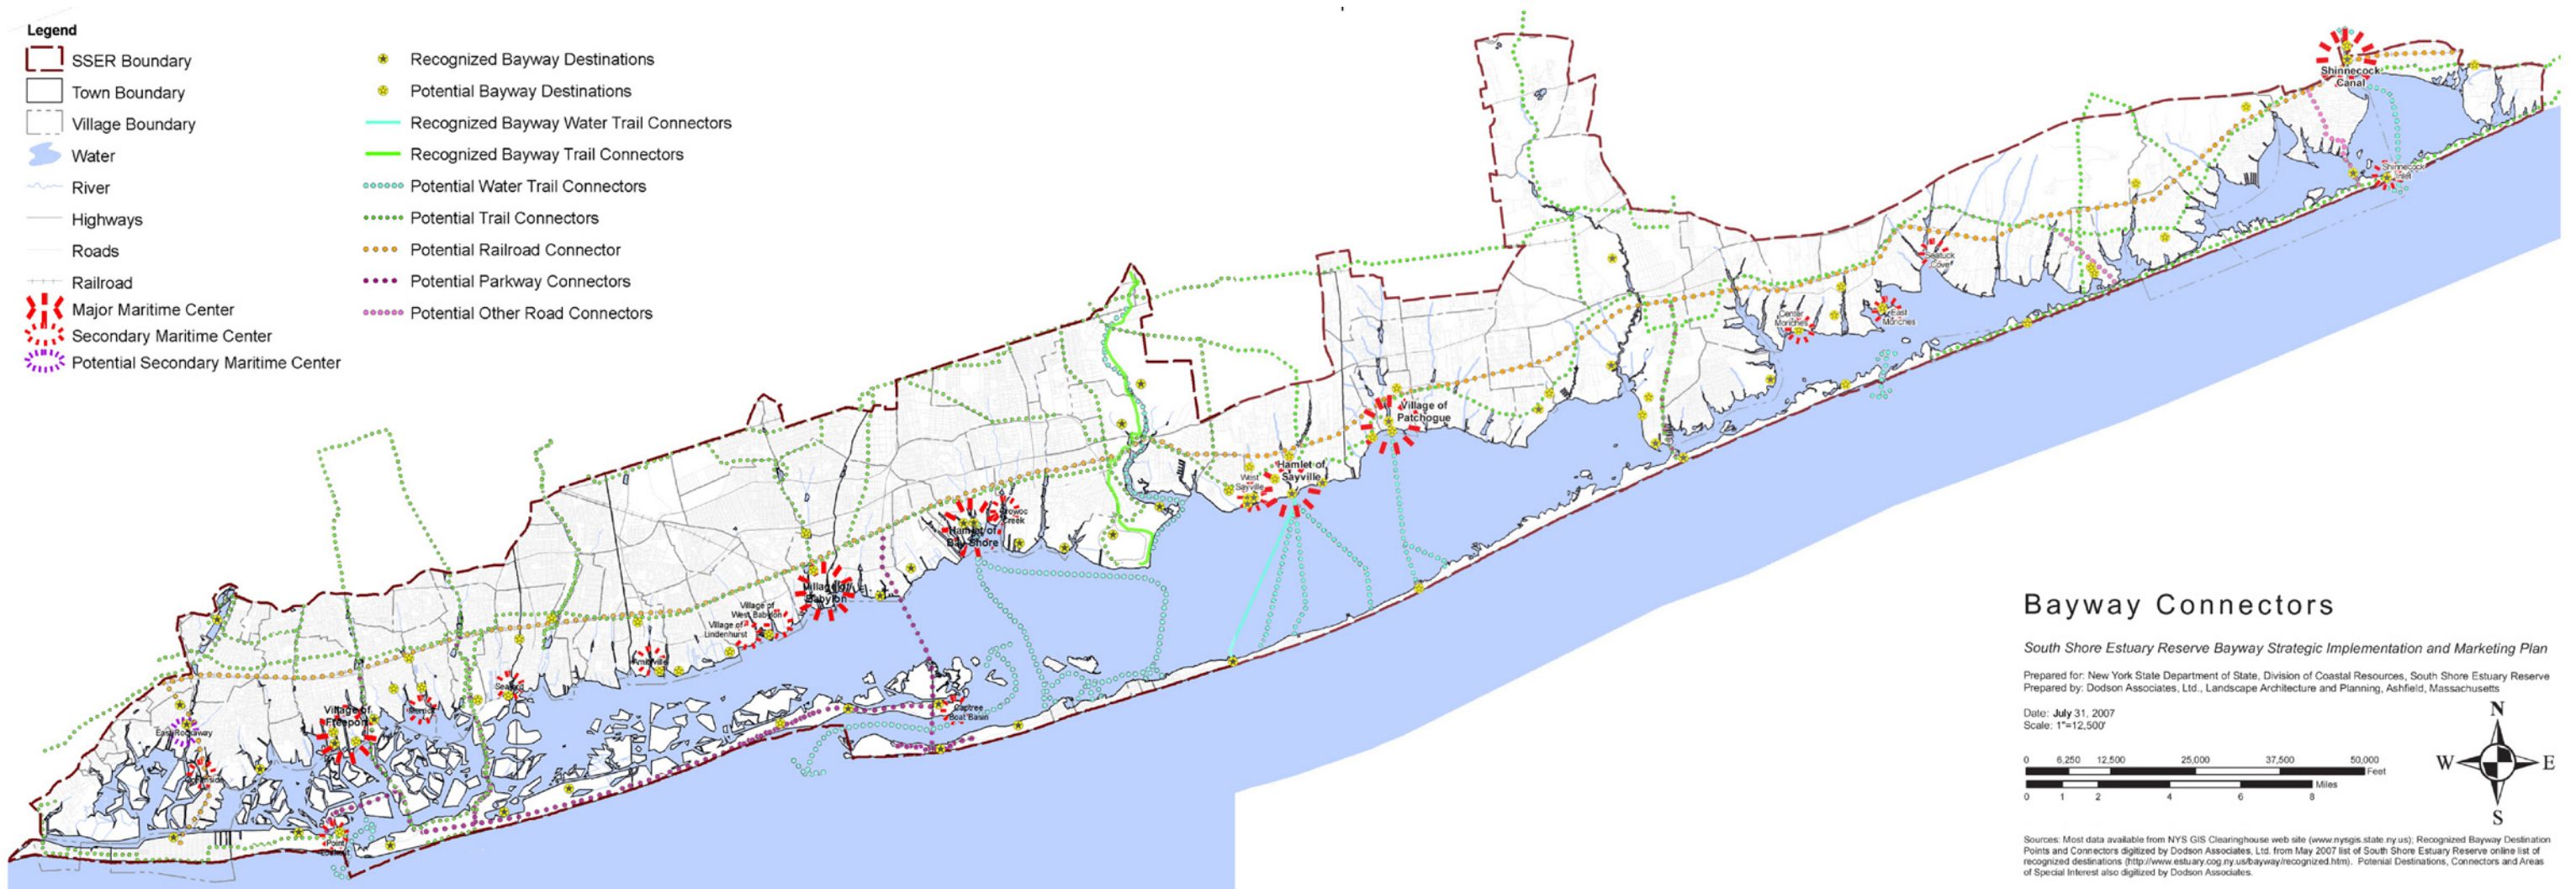 Legend
SSER Boundary
Town Boundary
Village Boundary
Water
River
Highways
Roads
Railroad
Major Maritime Center
Secondary Maritime Center
Potential Secondary Maritime Center
Recognized Bayway Destinations
Potential Bayway Destinations
Recognized Bayway Water Trail Connectors
Recognized Bayway Trail Connectors
Potential Water Trail Connectors
Potential Trail Connectors
Potential Railroad Connector
Potential Parkway Connectors
Potential Other Road Connectors
Shinnecock
Canal
Shinnecock
Inlet
Seatuck
Cove
East
Moriches
Center
Moriches
Village of
Patchogue
Hamlet of
Sayville
West
Sayville
Creek
Hamlet of
Bay Shore
Village of
Babylon
Village of
West Babylon
Village of
Lindenhurst
Amityville
Captree
Boat Basin
Village of
Freeport
East Rockaway
Point
Lookout
Bayway Connectors
South Shore Estuary Reserve Bayway Strategic Implementation and Marketing Plan
Prepared for: New York State Department of State, Division of Coastal Resources, South Shore Estuary Reserve
Prepared by: Dodson Associates, Ltd., Landscape Architecture and Planning, Ashfield, Massachusetts
Date: July 31, 2007
Scale: 1"=12,500'
0 6,250 12,500 25,000 37,500 50,000
Feet
Miles
0 1 2 4 6 8
N
W E
S
Sources: Most data available from NYS GIS Clearinghouse web site (www.nysgis.state.ny.us); Recognized Bayway Destination
Points and Connectors digitized by Dodson Associates, Ltd. from May 2007 list of South Shore Estuary Reserve online list of
recognized destinations (http://www.estuary.cog.ny.us/bayway/recognized.htm). Potenial Destinations, Connectors and Areas
of Special Interest also digitized by Dodson Associates.